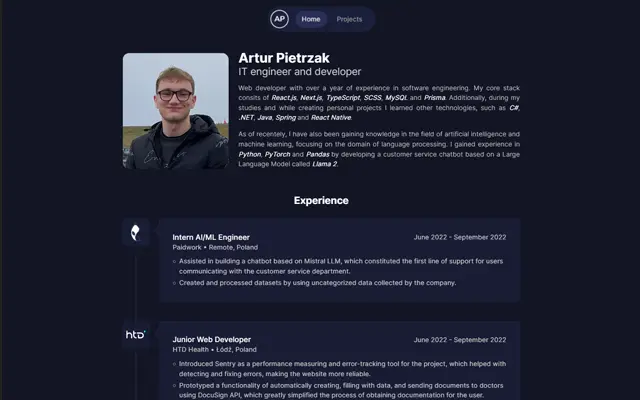 AP Home Projects
Artur Pietrzak
IT engineer and developer
Web developer with over a year of experience in software engineering. My core stack
consits of React.js, Next.js, TypeScript, SCSS, MySQL and Prisma. Additionally, during my
studies and while creating personal projects I learned other technologies, such as C#,
.NET, Java, Spring and React Native.
As of recentely, I have also been gaining knowledge in the field of artificial intelligence and
machine learning, focusing on the domain of language processing. I gained experience in
Python, PyTorch and Pandas by developing a customer service chatbot based on a Large
Language Model called Llama 2.
Experience
Intern AI/ML Engineer June 2022 - September 2022
Paidwork • Remote, Poland
Assisted in building a chatbot based on Mistral LLM, which constituted the first line of support for users
communicating with the customer service department.
Created and processed datasets by using uncategorized data collected by the company.
htd
Junior Web Developer June 2022 - September 2022
HTD Health • Łódź, Poland
Introduced Sentry as a performance measuring and error-tracking tool for the project, which helped with
detecting and fixing errors, making the website more reliable.
Prototyped a functionality of automatically creating, filling with data, and sending documents to doctors
using DocuSign API, which greatly simplified the process of obtaining documentation for the user.